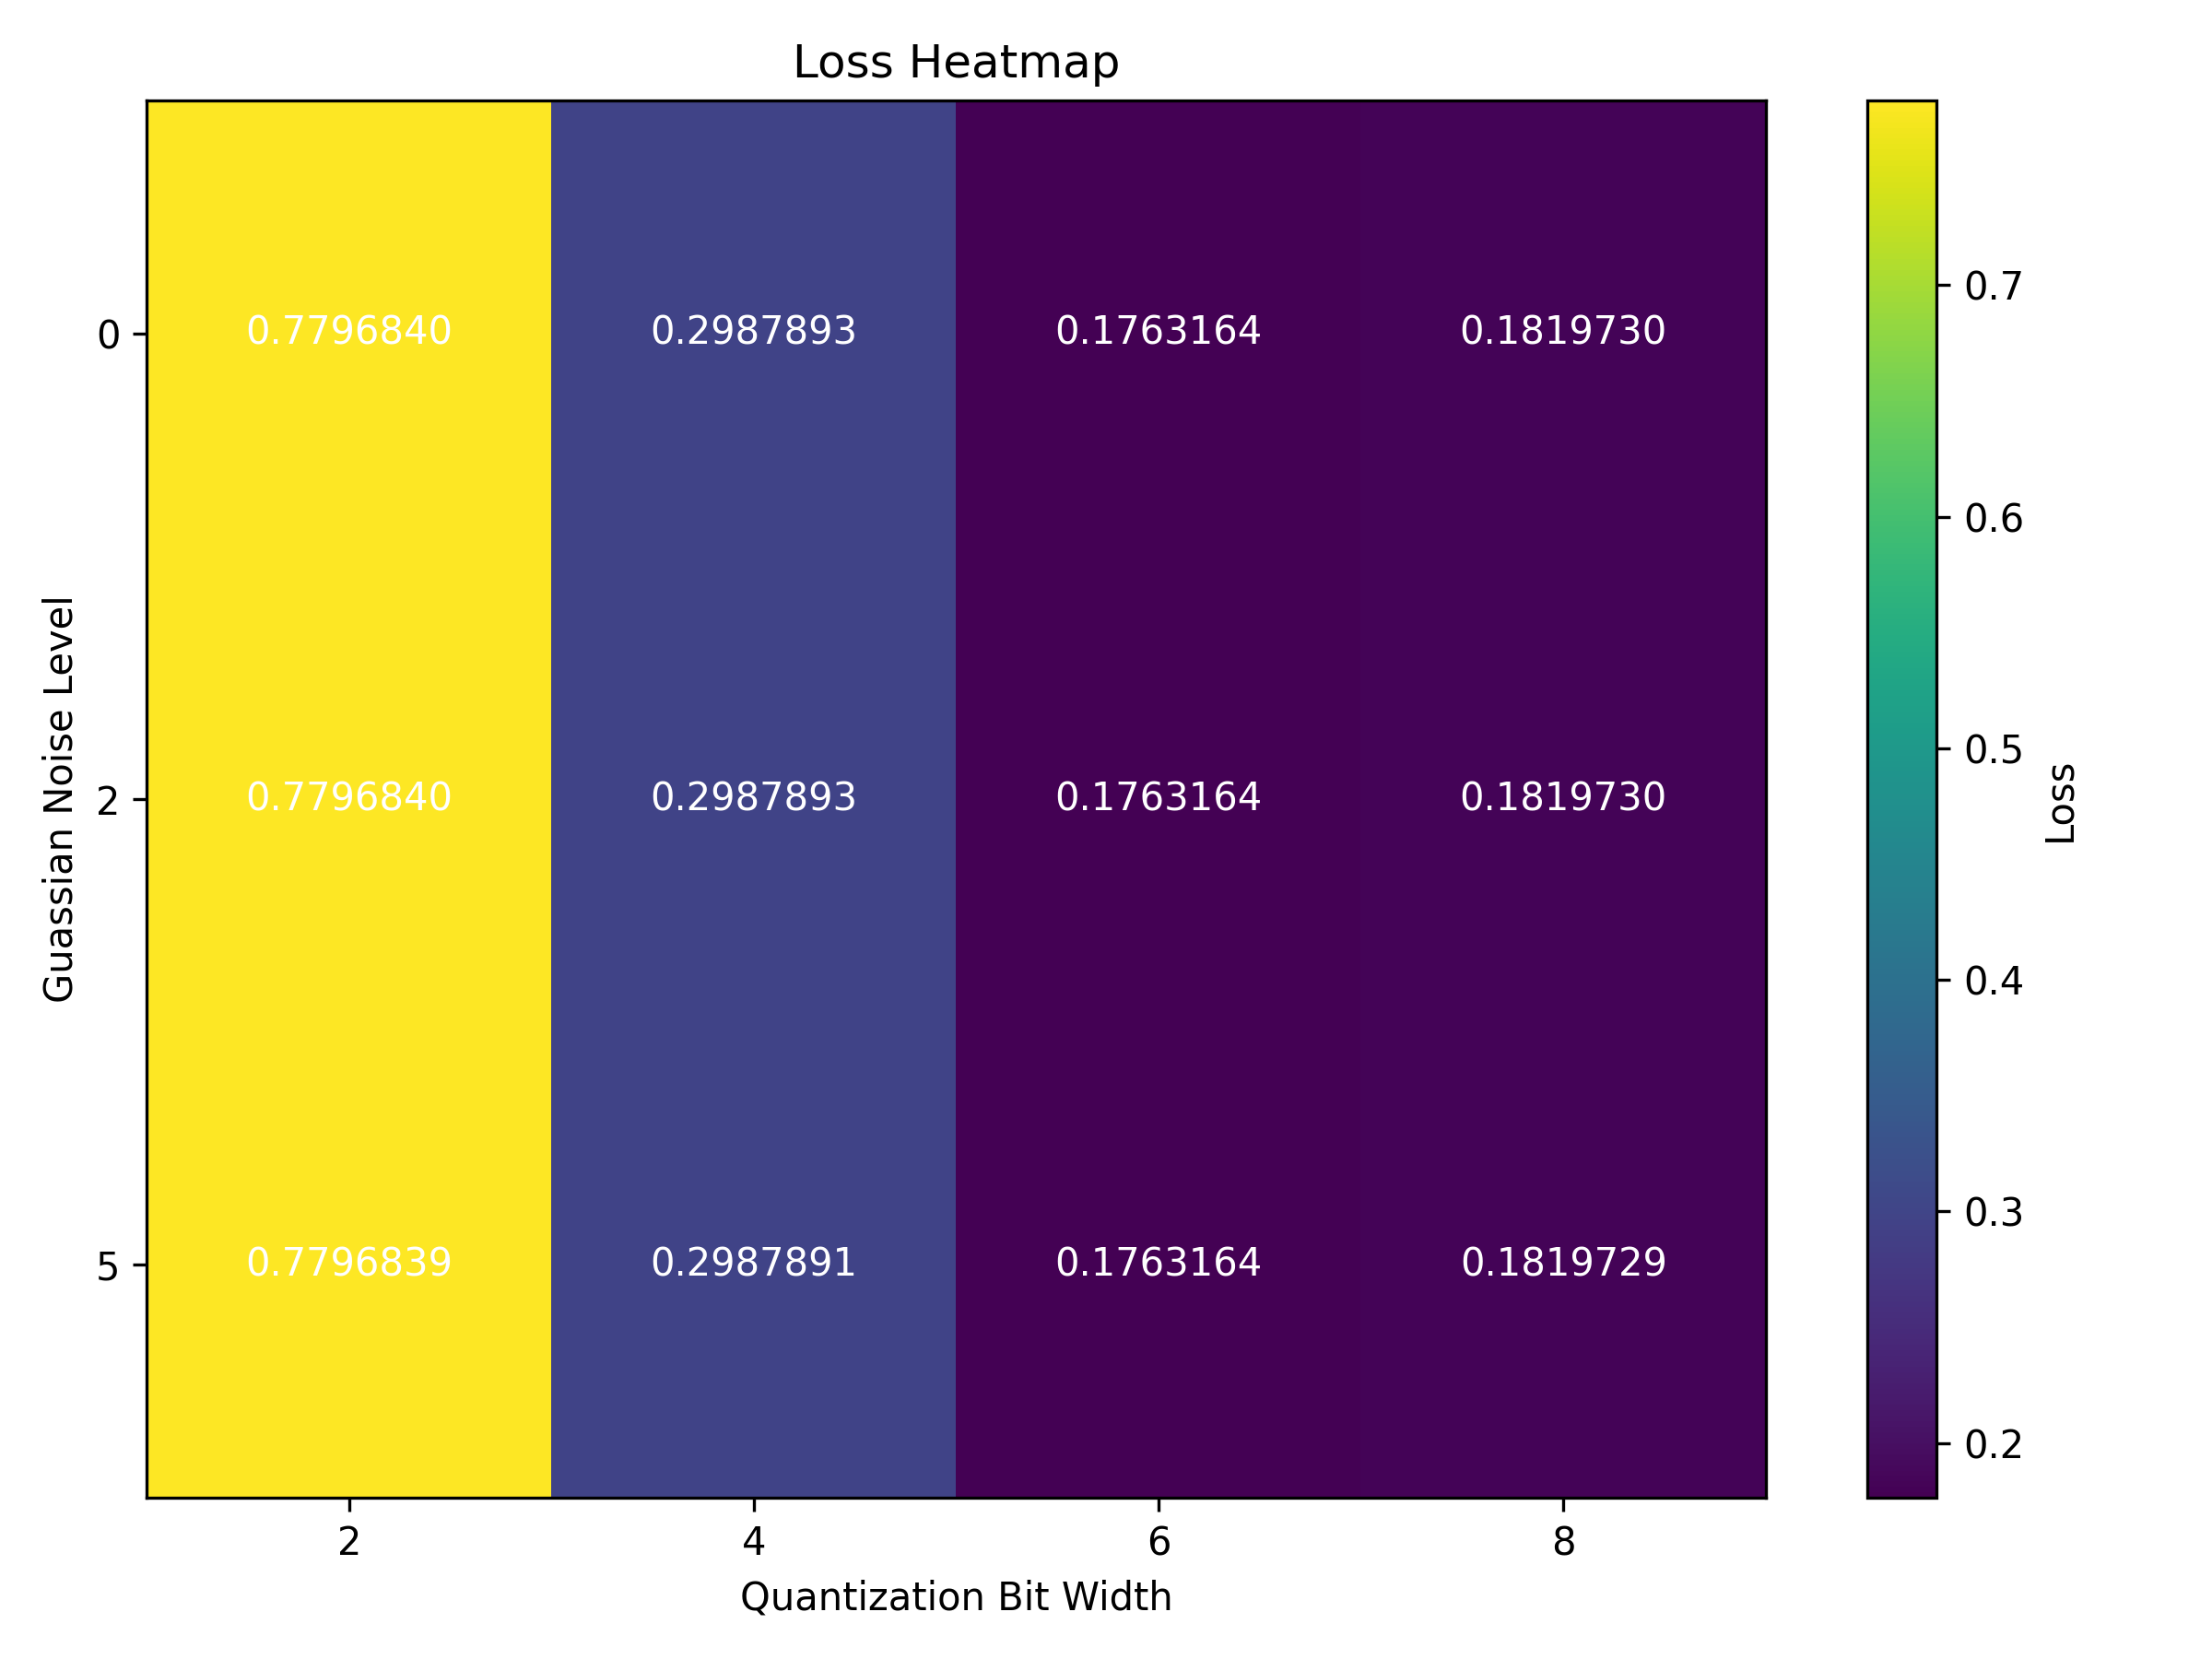 Loss Heatmap
0
0.7796840 0.2987893 0.1763164 0.1819730
2
0.7796840 0.2987893 0.1763164 0.1819730
5
0.7796839 0.2987891 0.1763164 0.1819729
Guassian Noise Level
2 4 6 8
Quantization Bit Width
0.7
0.6
0.5
0.4
0.3
0.2
Loss